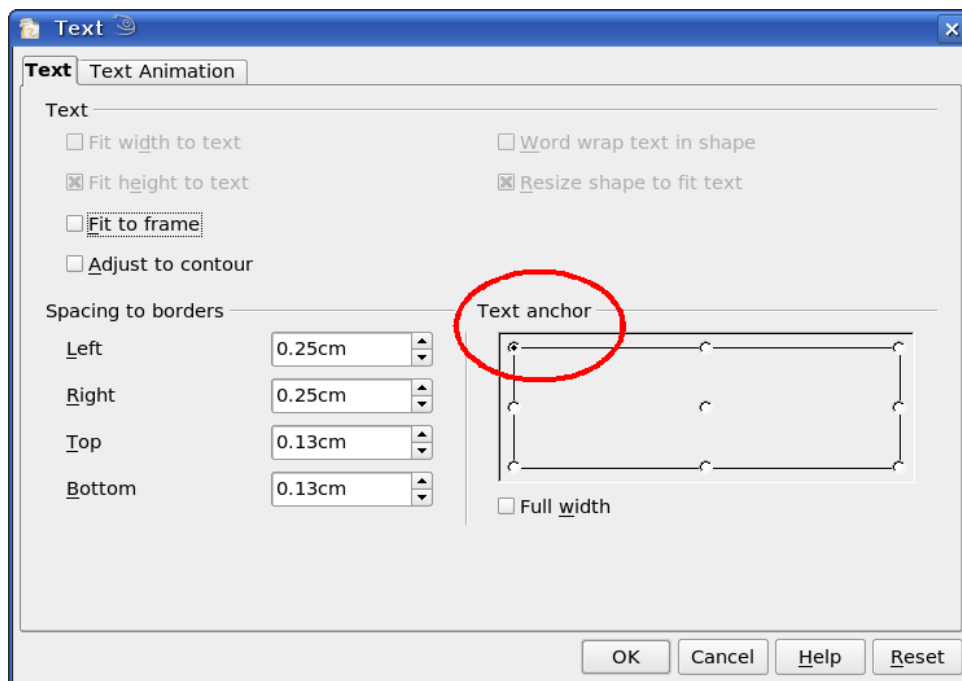 Text
Text Text Animation
Text
Fit width to text Word wrap text in shape
Fit height to text Resize shape to fit text
Fit to frame
Adjust to contour
Spacing to borders Text anchor
Left 0.25cm
Right 0.25cm
Top 0.13cm
Bottom 0.13cm
Full width
OK Cancel Help Reset